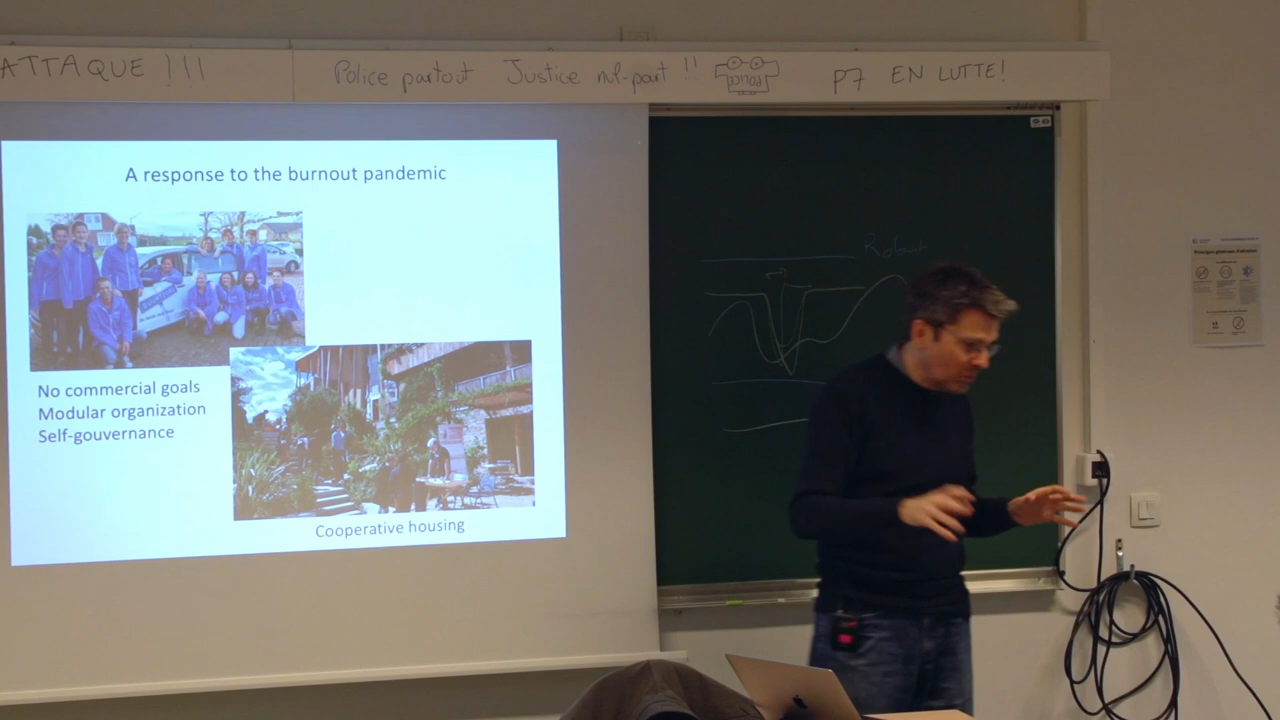 ATTAQUE !!!
Police partout Justice nul-part !! POLICE P7 EN LUTTE!
A response to the burnout pandemic
No commercial goals
Modular organization
Self-gouvernance
Cooperative housing